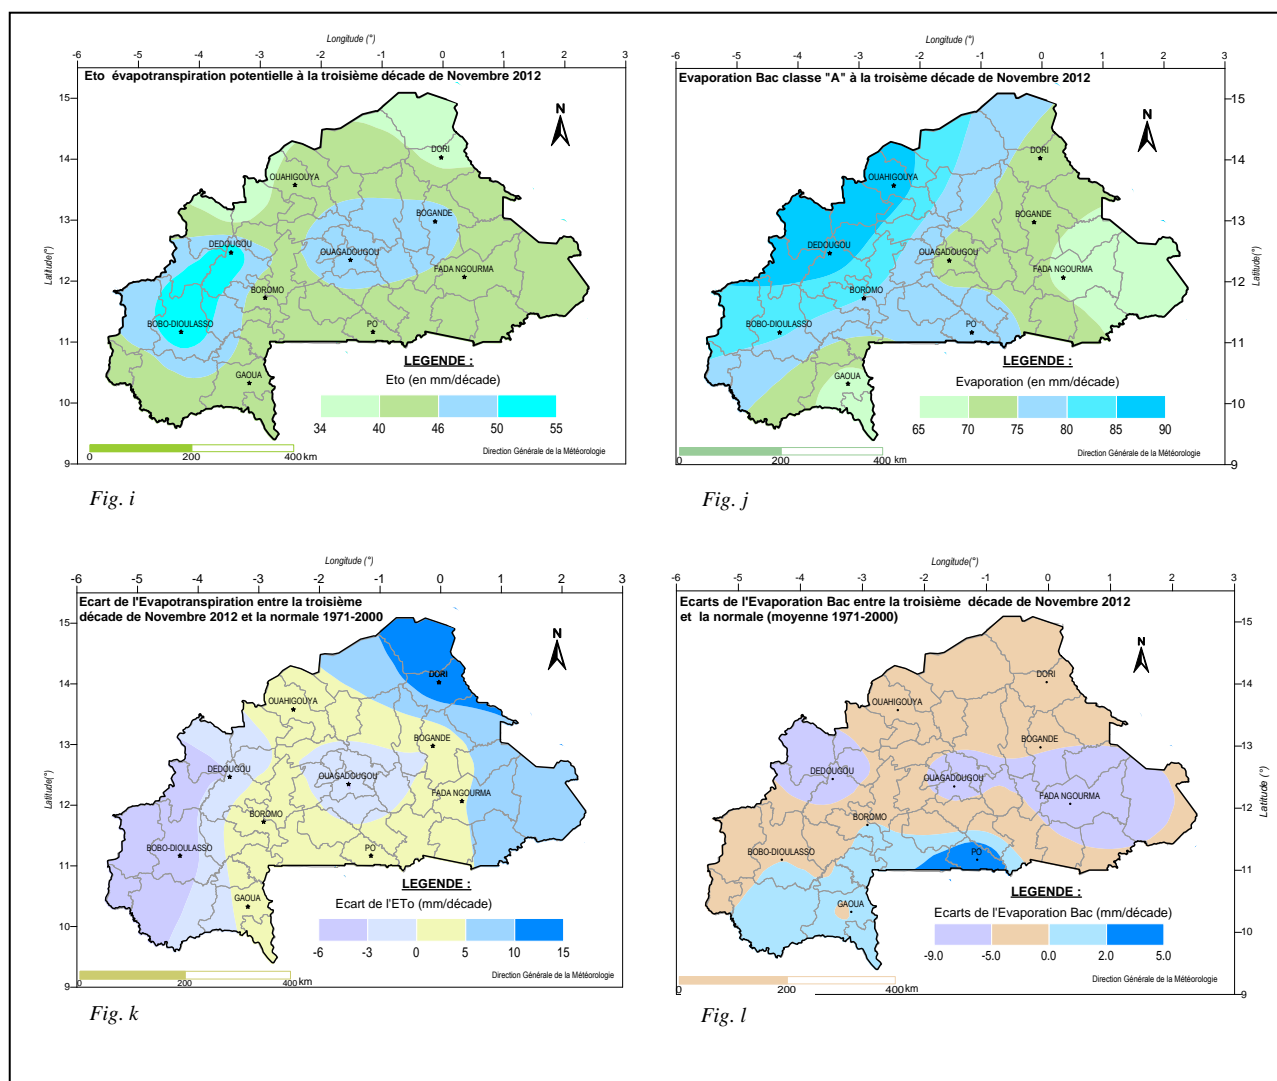 Longitude (°)
-6 -5 -4 -3 -2 -1 0 1 2 3
Eto évapotranspiration potentielle à la troisième décade de Novembre 2012
15
14
13
12
11
10
9
Latitude(°)
N
DORI
OUAHIGOUYA
BOGANDE
DEDOUGOU
OUAGADOUGOU
FADA NGOURMA
BOROMO
BOBO-DIOULASSO
PO
GAOUA
LEGENDE :
Eto (en mm/décade)
34 40 46 50 55
0 200 400 km
Direction Générale de la Météorologie
Fig. i
Longitude (°)
-6 -5 -4 -3 -2 -1 0 1 2 3
Evaporation Bac classe "A" à la troisème décade de Novembre 2012
15
14
13
12
11
10
9
Latitude(°)
N
DORI
OUAHIGOUYA
BOGANDE
DEDOUGOU
OUAGADOUGOU
FADA NGOURMA
BOROMO
BOBO-DIOULASSO
PO
GAOUA
LEGENDE :
Evaporation (en mm/décade)
65 70 75 80 85 90
0 200 400 km
Direction Générale de la Météorologie
Fig. j
Longitude (°)
-6 -5 -4 -3 -2 -1 0 1 2 3
Ecart de l'Evapotranspiration entre la troisième
décade de Novembre 2012 et la normale 1971-2000
15
14
13
12
11
10
9
Latitude(°)
N
DORI
OUAHIGOUYA
BOGANDE
DEDOUGOU
OUAGADOUGOU
FADA NGOURMA
BOROMO
BOBO-DIOULASSO
PO
GAOUA
LEGENDE :
Ecart de l'ETo (mm/décade)
-6 -3 0 5 10 15
0 200 400 km
Direction Générale de la Météorologie
Fig. k
Longitude(°)
-6 -5 -4 -3 -2 -1 0 1 2 3
Ecarts de l'Evaporation Bac entre la troisième décade de Novembre 2012
et la normale (moyenne 1971-2000)
15
14
13
12
11
10
9
Latitude (°)
N
DORI
OUAHIGOUYA
BOGANDE
DEDOUGOU
OUAGADOUGOU
FADA NGOURMA
BOROMO
BOBO-DIOULASSO
PO
GAOUA
LEGENDE :
Ecarts de l'Evaporation Bac (mm/décade)
-9.0 -5.0 0.0 2.0 5.0
0 200 400 km
Direction Générale de la Météorologie
Fig. l